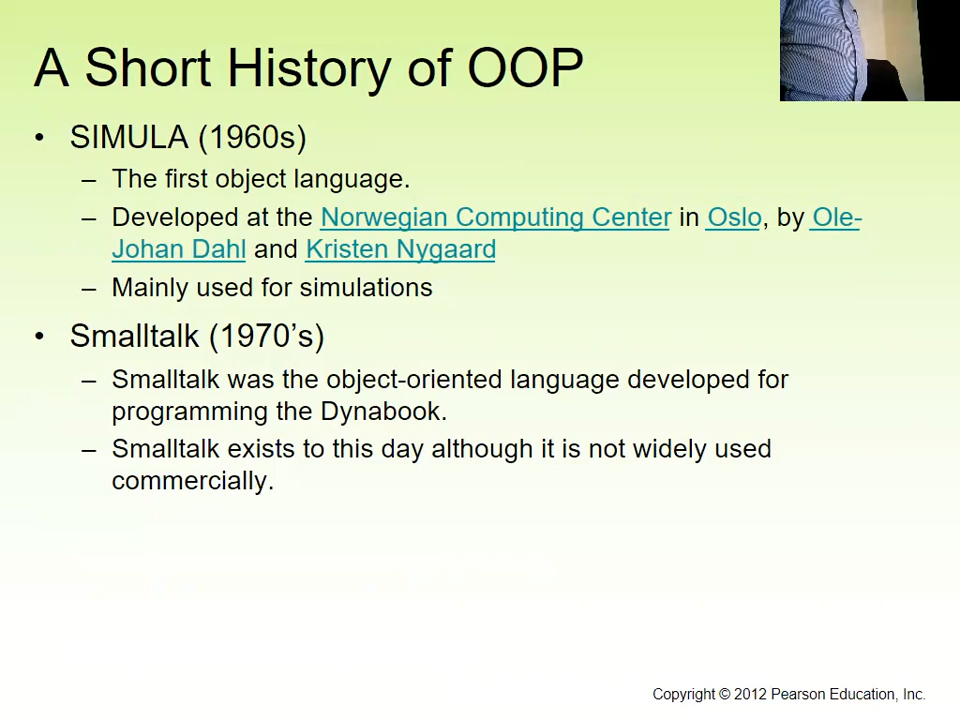 A Short History of OOP
• SIMULA (1960s)
– The first object language.
– Developed at the Norwegian Computing Center in Oslo, by Ole-
Johan Dahl and Kristen Nygaard
– Mainly used for simulations
• Smalltalk (1970’s)
– Smalltalk was the object-oriented language developed for
programming the Dynabook.
– Smalltalk exists to this day although it is not widely used
commercially.
Copyright © 2012 Pearson Education, Inc.